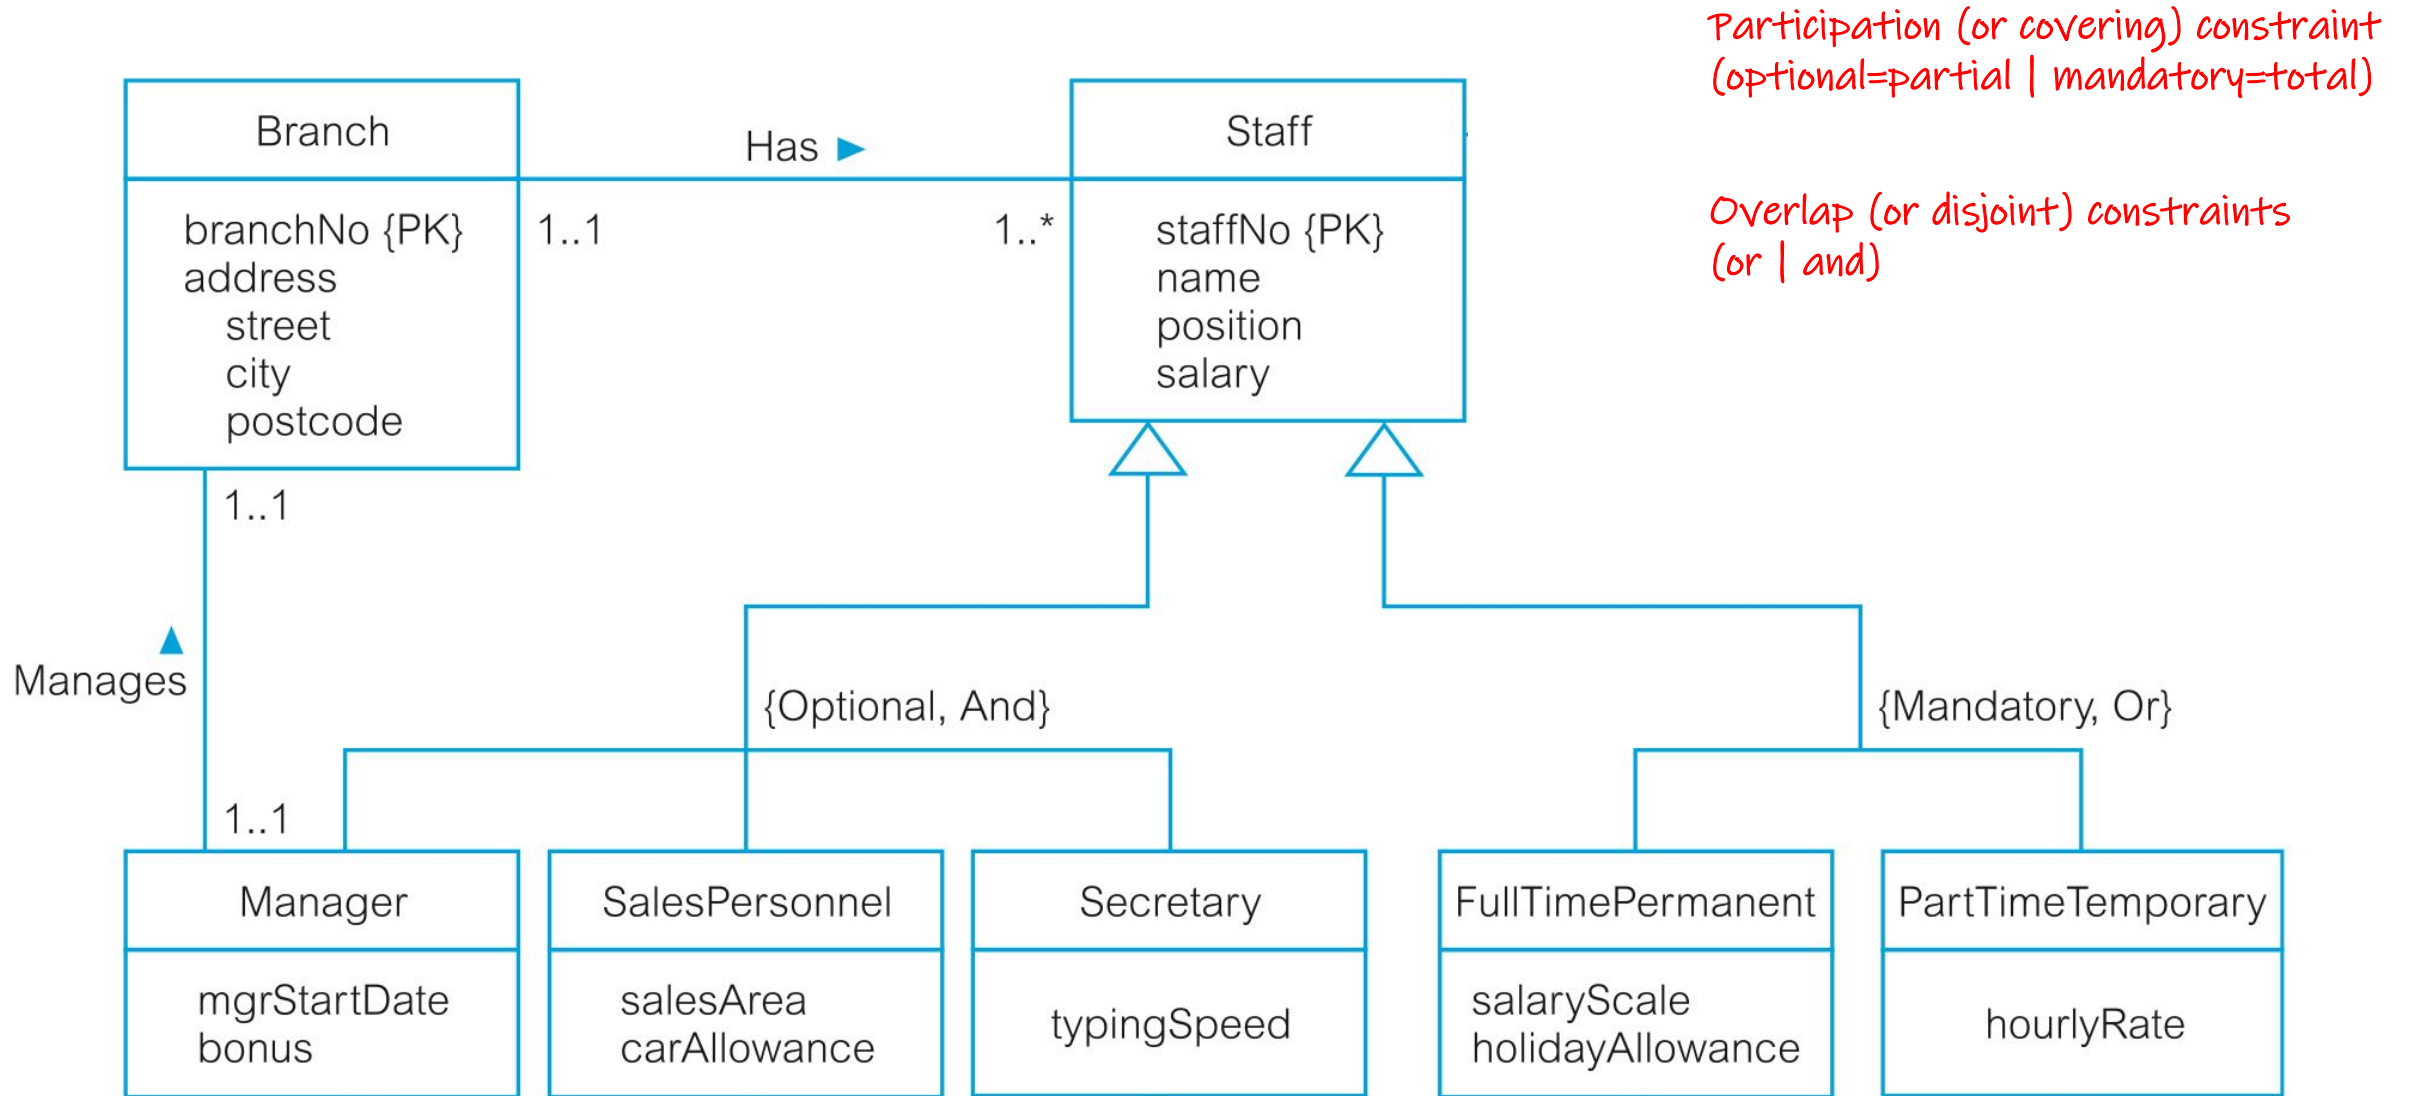 Participation (or covering) constraint
(optional=partial | mandatory=total)
Overlap (or disjoint) constraints
(or | and)
Branch
branchNo {PK}
address
street
city
postcode
Has ►
1..1
1..*
Staff
staffNo {PK}
name
position
salary
1..1
▲
Manages
1..1
{Optional, And}
{Mandatory, Or}
Manager
mgrStartDate
bonus
SalesPersonnel
salesArea
carAllowance
Secretary
typingSpeed
FullTimePermanent
salaryScale
holidayAllowance
PartTimeTemporary
hourlyRate